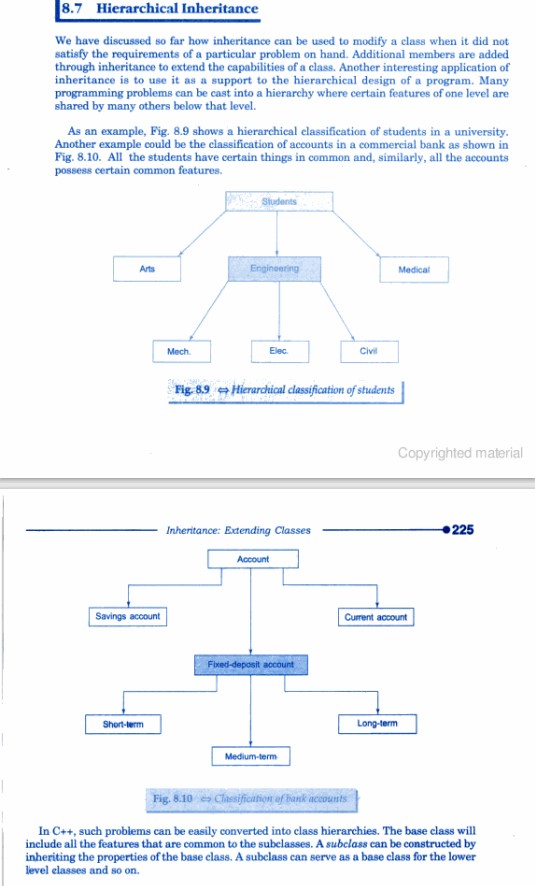 8.7 Hierarchical Inheritance
We have discussed so far how inheritance can be used to modify a class when it did not
satisfy the requirements of a particular problem on hand. Additional members are added
through inheritance to extend the capabilities of a class. Another interesting application of
inheritance is to use it as a support to the hierarchical design of a program. Many
programming problems can be cast into a hierarchy where certain features of one level are
shared by many others below that level.
As an example, Fig. 8.9 shows a hierarchical classification of students in a university.
Another example could be the classification of accounts in a commercial bank as shown in
Fig. 8.10. All the students have certain things in common and, similarly, all the accounts
possess certain common features.
Students
Arts
Engineering
Medical
Mech.
Elec.
Civil
Fig. 8.9 ⇔ Hierarchical classification of students
Copyrighted material
Inheritance: Extending Classes
225
Account
Savings account
Current account
Fixed-deposit account
Short-term
Long-term
Medium-term
Fig. 8.10 ⇔ Classification of bank accounts
In C++, such problems can be easily converted into class hierarchies. The base class will
include all the features that are common to the subclasses. A subclass can be constructed by
inheriting the properties of the base class. A subclass can serve as a base class for the lower
level classes and so on.